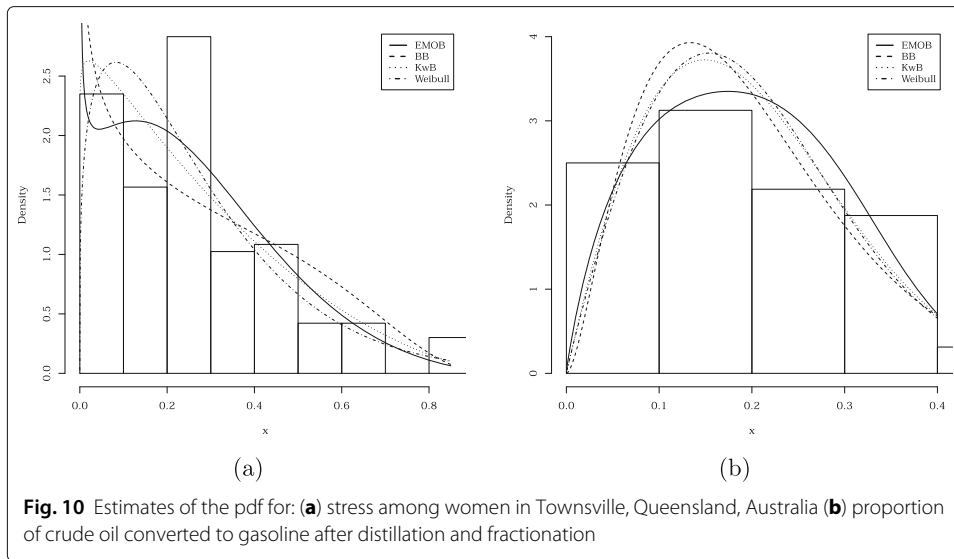 EMOB
BB
KwB
Weibull
Density
0.0
0.5
1.0
1.5
2.0
2.5
0.0
0.2
0.4
0.6
0.8
x
(a)
EMOB
BB
KwB
Weibull
Density
0
1
2
3
4
0.0
0.1
0.2
0.3
0.4
x
(b)
Fig. 10 Estimates of the pdf for: (a) stress among women in Townsville, Queensland, Australia (b) proportion
of crude oil converted to gasoline after distillation and fractionation